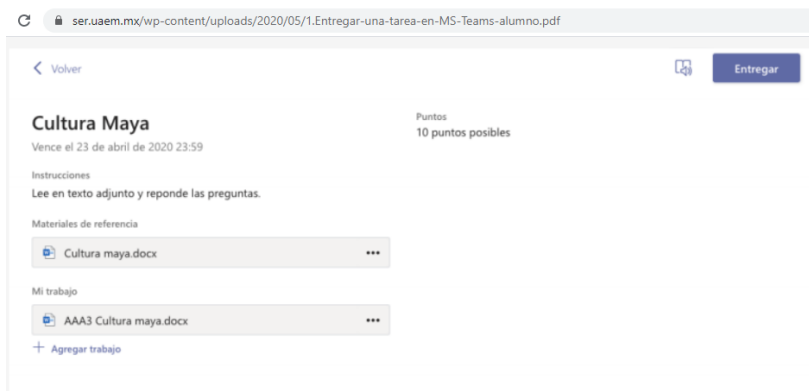 ser.uaem.mx/wp-content/uploads/2020/05/1.Entregar-una-tarea-en-MS-Teams-alumno.pdf
Volver
Entregar
Cultura Maya
Vence el 23 de abril de 2020 23:59
Puntos
10 puntos posibles
Instrucciones
Lee en texto adjunto y reponde las preguntas.
Materiales de referencia
Cultura maya.docx
Mi trabajo
AAA3 Cultura maya.docx
Agregar trabajo